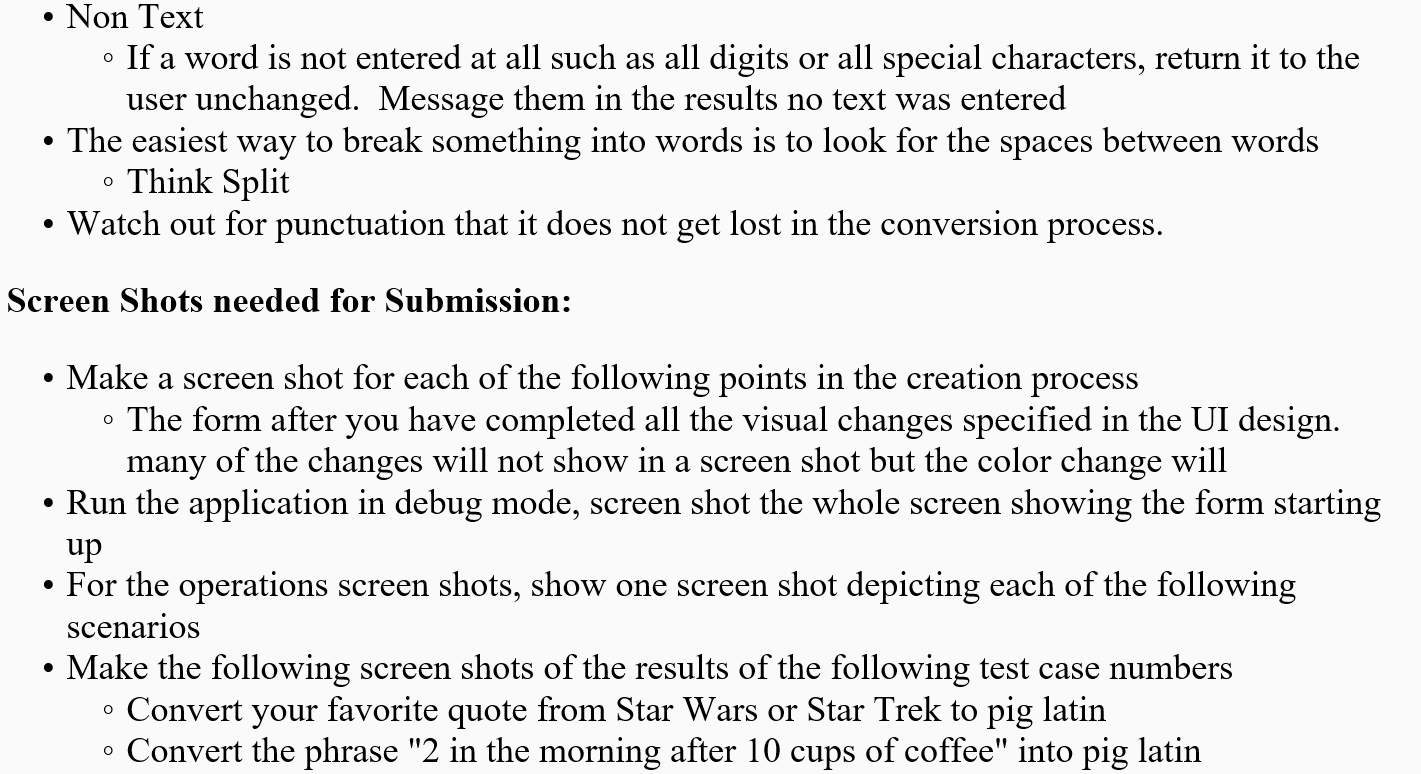 • Non Text
◦ If a word is not entered at all such as all digits or all special characters, return it to the
user unchanged.  Message them in the results no text was entered
• The easiest way to break something into words is to look for the spaces between words
◦ Think Split
• Watch out for punctuation that it does not get lost in the conversion process.
Screen Shots needed for Submission:
• Make a screen shot for each of the following points in the creation process
◦ The form after you have completed all the visual changes specified in the UI design.
many of the changes will not show in a screen shot but the color change will
• Run the application in debug mode, screen shot the whole screen showing the form starting
up
• For the operations screen shots, show one screen shot depicting each of the following
scenarios
• Make the following screen shots of the results of the following test case numbers
◦ Convert your favorite quote from Star Wars or Star Trek to pig latin
◦ Convert the phrase "2 in the morning after 10 cups of coffee" into pig latin